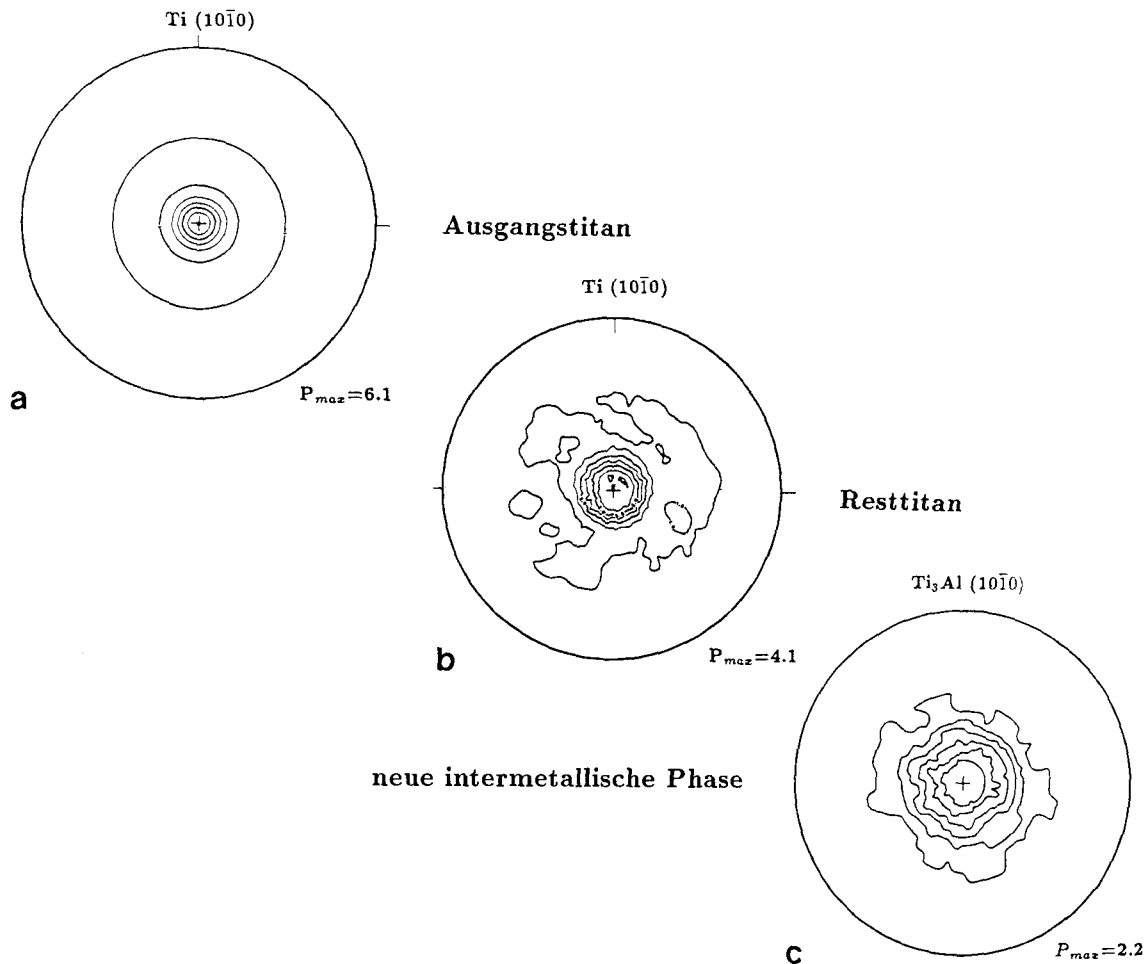 Ti (101̄0)
Ausgangstitan
a
P_max=6.1
Ti (101̄0)
Resttitan
b
P_max=4.1
Ti₃Al (101̄0)
neue intermetallische Phase
c
P_max=2.2